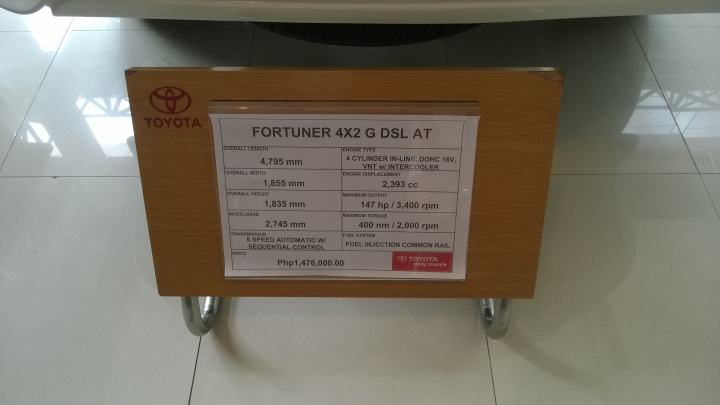 TOYOTA
FORTUNER 4X2 G DSL AT
OVERALL LENGTH
4,795 mm
ENGINE TYPE
4 CYLINDER IN-LINE, DOHC 16V,
VNT w/ INTERCOOLER
OVERALL WIDTH
1,855 mm
ENGINE DISPLACEMENT
2,393 cc
OVERALL HEIGHT
1,835 mm
MAXIMUM OUTPUT
147 hp / 3,400 rpm
WHEELBASE
2,745 mm
MAXIMUM TORQUE
400 nm / 2,000 rpm
TRANSMISSION
6 SPEED AUTOMATIC W/
SEQUENTIAL CONTROL
FUEL SYSTEM
FUEL INJECTION COMMON RAIL
PRICE
Php1,476,000.00
TOYOTA